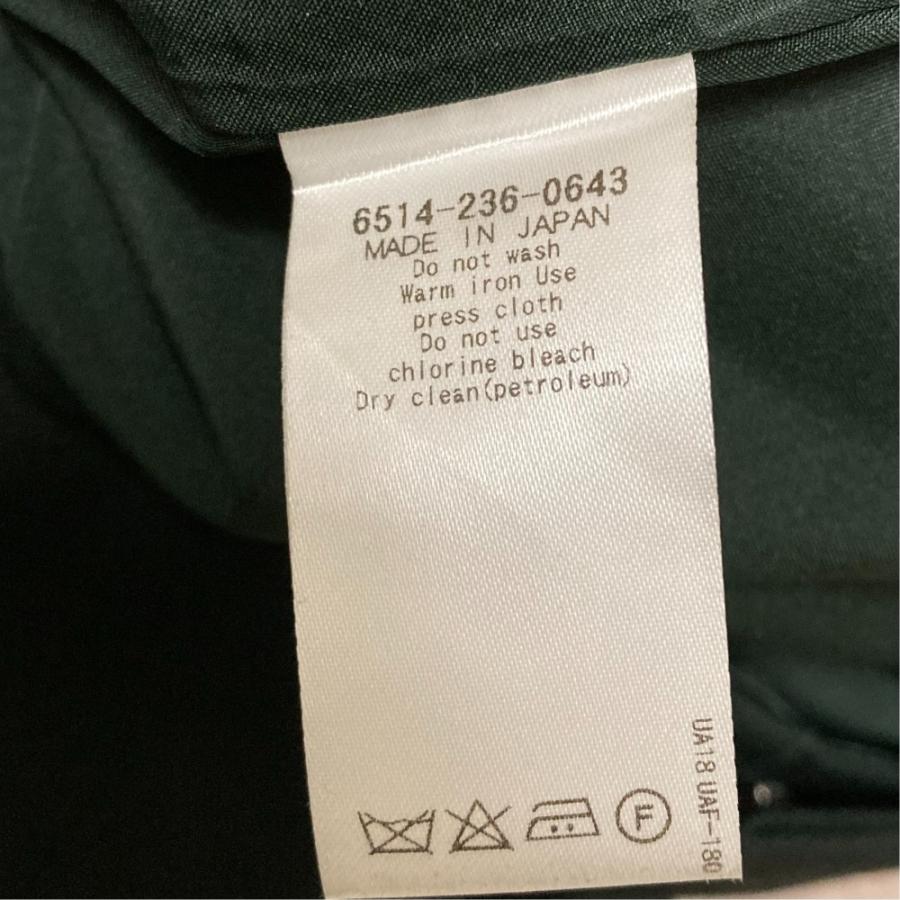 6514-236-0643
MADE IN JAPAN
Do not wash
Warm iron Use
press cloth
Do not use
chlorine bleach
Dry clean(petroleum)
F
UA18 UAF-180